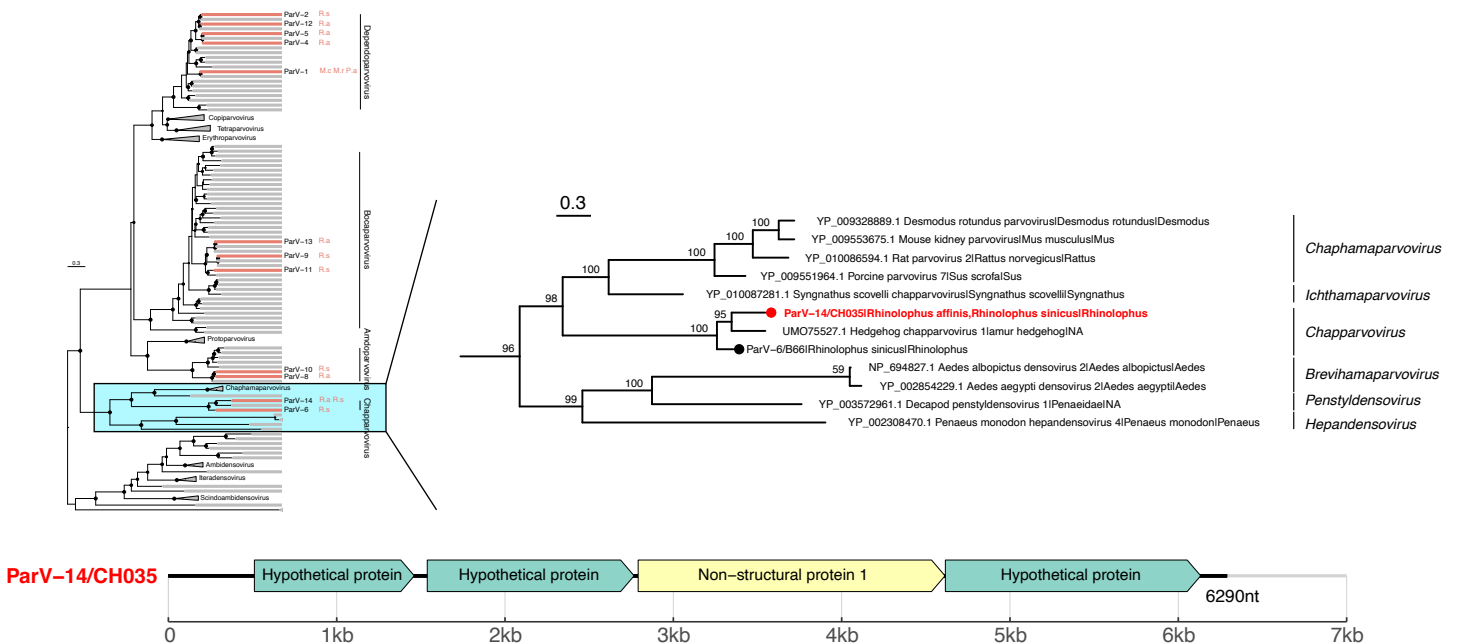 ParV−2 R.s
ParV−12 R.a
ParV−5 R.a
ParV−4 R.a
ParV−1 M.c M.r P.a
Dependoparvovirus
Copiparvovirus
Tetraparvovirus
Erythroparvovirus
ParV−13 R.a
ParV−9 R.s
ParV−11 R.s
Bocaparvovirus
0.3
Protoparvovirus
ParV−10 R.s
ParV−8 R.a
Amdoparvovirus
Chaphamaparvovirus
ParV−14 R.a R.s
ParV−6 R.s
Chapparvovirus
Ambidensovirus
Iteradensovirus
Scindoambidensovirus
0.3
100 YP_009328889.1 Desmodus rotundus parvovirus|Desmodus rotundus|Desmodus
100 YP_009553675.1 Mouse kidney parvovirus|Mus musculus|Mus
100 YP_010086594.1 Rat parvovirus 2|Rattus norvegicus|Rattus
100 YP_009551964.1 Porcine parvovirus 7|Sus scrofa|Sus
Chaphamaparvovirus
98 YP_010087281.1 Syngnathus scovelli chapparvovirus|Syngnathus scovelli|Syngnathus
Ichthamaparvovirus
95 ParV−14/CH035|Rhinolophus affinis,Rhinolophus sinicus|Rhinolophus
100 UMO75527.1 Hedgehog chapparvovirus 1|amur hedgehog|NA
ParV−6/B66|Rhinolophus sinicus|Rhinolophus
Chapparvovirus
96
59 NP_694827.1 Aedes albopictus densovirus 2|Aedes albopictus|Aedes
100 YP_002854229.1 Aedes aegypti densovirus 2|Aedes aegypti|Aedes
Brevihamaparvovirus
99 YP_003572961.1 Decapod penstyldensovirus 1|Penaeidae|NA
Penstyldensovirus
YP_002308470.1 Penaeus monodon hepandensovirus 4|Penaeus monodon|Penaeus
Hepandensovirus
ParV−14/CH035
Hypothetical protein
Hypothetical protein
Non−structural protein 1
Hypothetical protein
6290nt
0 1kb 2kb 3kb 4kb 5kb 6kb 7kb